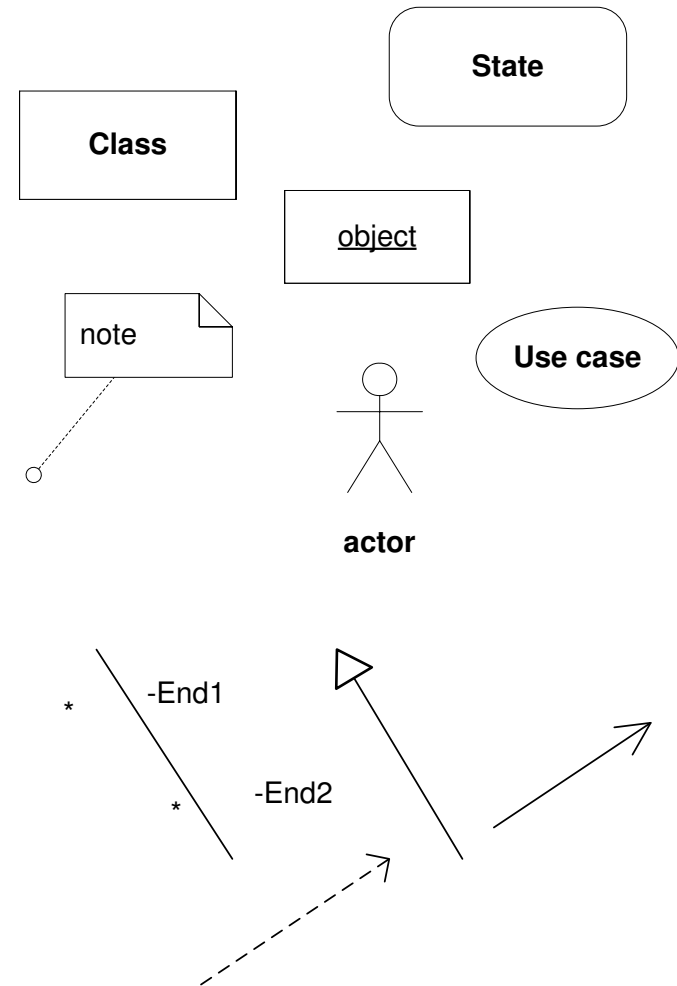 State
Class
object
note
Use case
actor
-End1
*
-End2
*